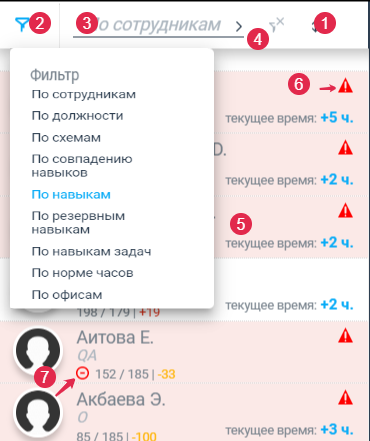 2 3 По сотрудникам 4 1
Фильтр
По сотрудникам
По должности
По схемам
По совпадению
навыков
По навыкам
По резервным
навыкам
По навыкам задач
По норме часов
По офисам
6
текущее время: +5 ч.
О.
текущее время: +2 ч.
5
текущее время: +2 ч.
198 / 179 | +19
текущее время: +2 ч.
Аитова Е.
QA
7 152 / 185 | -33
Акбаева Э.
О
85 / 185 | -100
текущее время: +3 ч.